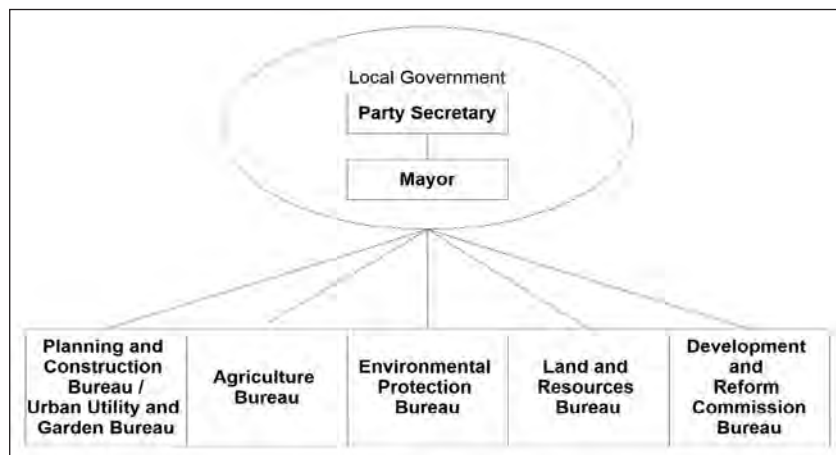 Local Government
Party Secretary
Mayor
Planning and
Construction
Bureau /
Urban Utility and
Garden Bureau
Agriculture
Bureau
Environmental
Protection
Bureau
Land and
Resources
Bureau
Development
and
Reform
Commission
Bureau